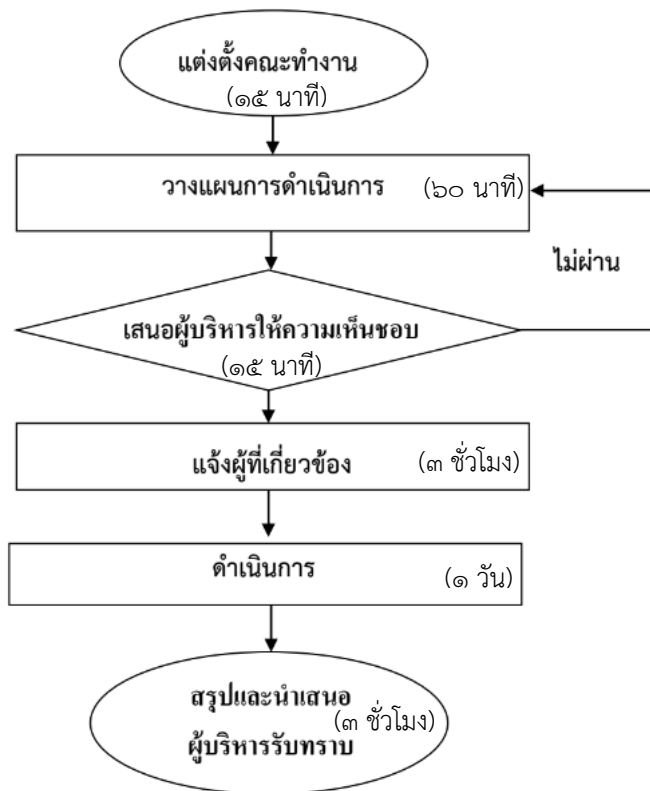 แต่งตั้งคณะทำงาน
(๑๕ นาที)
วางแผนการดำเนินการ (๖๐ นาที)
ไม่ผ่าน
เสนอผู้บริหารให้ความเห็นชอบ
(๑๕ นาที)
แจ้งผู้ที่เกี่ยวข้อง (๓ ชั่วโมง)
ดำเนินการ (๑ วัน)
สรุปและนำเสนอ
(๓ ชั่วโมง)
ผู้บริหารรับทราบ